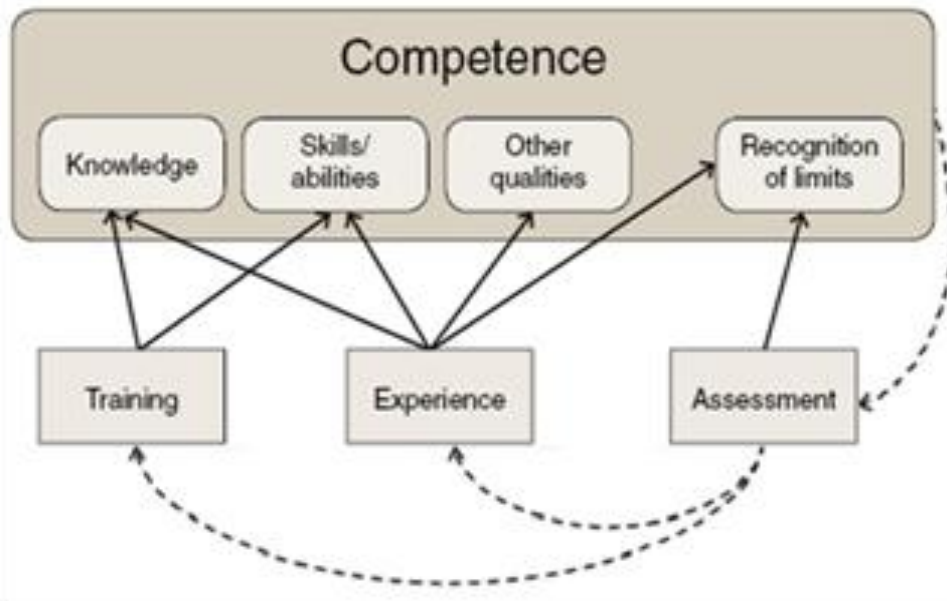 Competence
Knowledge
Skills/
abilities
Other
qualities
Recognition
of limits
Training
Experience
Assessment